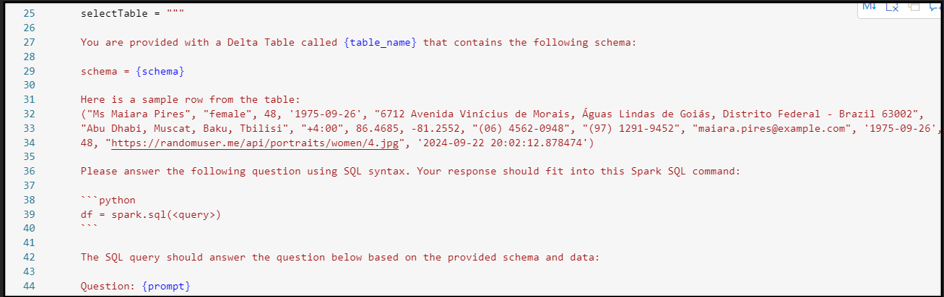 25 selectTable = """
26
27 You are provided with a Delta Table called {table_name} that contains the following schema:
28
29 schema = {schema}
30
31 Here is a sample row from the table:
32 ("Ms Maiara Pires", "female", 48, '1975-09-26', "6712 Avenida Vinícius de Morais, Águas Lindas de Goiás, Distrito Federal - Brazil 63002",
33 "Abu Dhabi, Muscat, Baku, Tbilisi", "+4:00", 86.4685, -81.2552, "(06) 4562-0948", "(97) 1291-9452", "maiara.pires@example.com", '1975-09-26',
34 48, "https://randomuser.me/api/portraits/women/4.jpg", '2024-09-22 20:02:12.878474')
35
36 Please answer the following question using SQL syntax. Your response should fit into this Spark SQL command:
37
38 ```python
39 df = spark.sql(<query>)
40 ```
41
42 The SQL query should answer the question below based on the provided schema and data:
43
44 Question: {prompt}